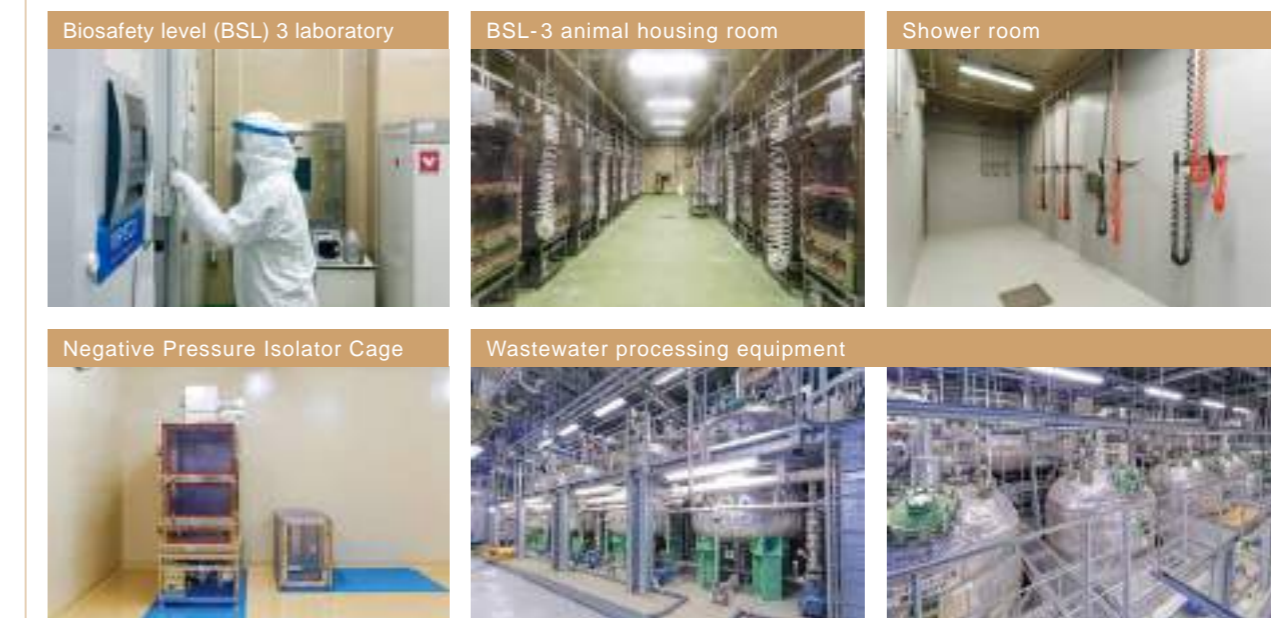 Biosafety level (BSL) 3 laboratory
BSL-3 animal housing room
Shower room
Negative Pressure Isolator Cage
Wastewater processing equipment